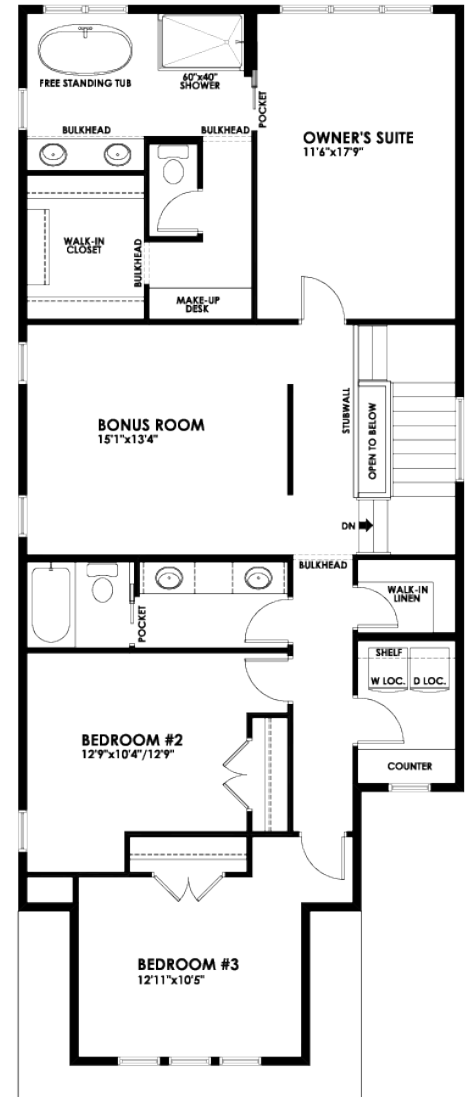 FREE STANDING TUB
60"x40"
SHOWER
POCKET
BULKHEAD
BULKHEAD
OWNER'S SUITE
11'6"x17'9"
WALK-IN
CLOSET
BULKHEAD
MAKE-UP
DESK
BONUS ROOM
15'1"x13'4"
STUBWALL
OPEN TO BELOW
DN
BULKHEAD
POCKET
WALK-IN
LINEN
SHELF
W LOC. D LOC.
BEDROOM #2
12'9"x10'4"/12'9"
COUNTER
BEDROOM #3
12'11"x10'5"